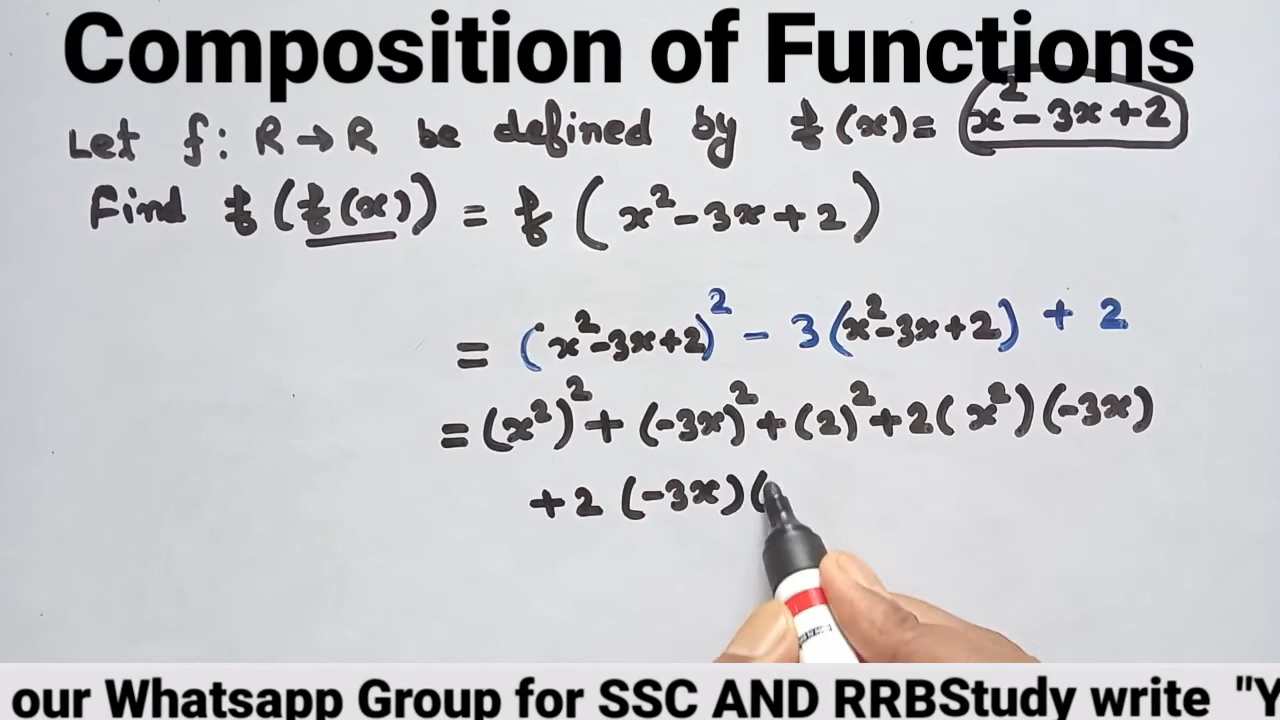 Composition of Functions
Let f: R → R be defined by f(x) = x² - 3x + 2
Find f(f(x)) = f(x² - 3x + 2)
= (x² - 3x + 2)² - 3(x² - 3x + 2) + 2
= (x²)² + (-3x)² + (2)² + 2(x²)(-3x)
+ 2(-3x)(
our Whatsapp Group for SSC AND RRBStudy write "Y